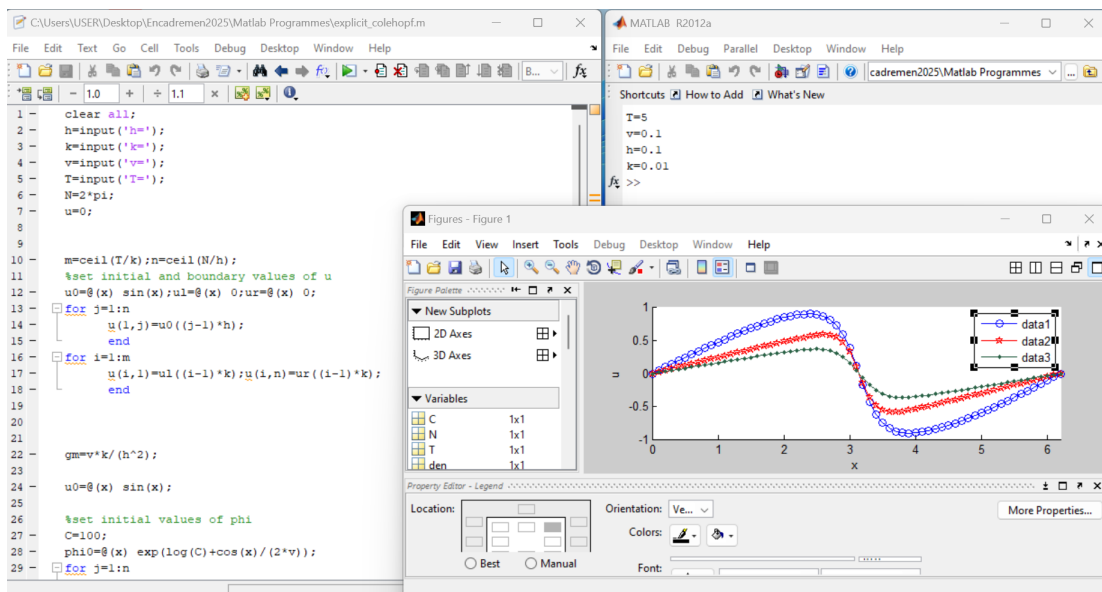 C:\Users\USER\Desktop\Encadremen2025\Matlab Programmes\explicit_colehopf.m
File Edit Text Go Cell Tools Debug Desktop Window Help
B...
fx
1.0
1.1
1 clear all;
2 h=input('h=');
3 k=input('k=');
4 v=input('v=');
5 T=input('T=');
6 N=2*pi;
7 u=0;
8
9
10 m=ceil(T/k);n=ceil(N/h);
11 %set initial and boundary values of u
12 u0=@(x) sin(x);ul=@(x) 0;ur=@(x) 0;
13 for j=1:n
14 u(1,j)=u0((j-1)*h);
15 end
16 for i=1:m
17 u(i,1)=ul((i-1)*k);u(i,n)=ur((i-1)*k);
18 end
19
20
21
22 gm=v*k/(h^2);
23
24 u0=@(x) sin(x);
25
26 %set initial values of phi
27 C=100;
28 phi0=@(x) exp(log(C)+cos(x)/(2*v));
29 for j=1:n
MATLAB R2012a
File Edit Debug Parallel Desktop Window Help
cadremen2025\Matlab Programmes
...
Shortcuts How to Add What's New
T=5
v=0.1
h=0.1
k=0.01
fx >>
Figures - Figure 1
File Edit View Insert Tools Debug Desktop Window Help
Figure Palette
New Subplots
2D Axes
3D Axes
Variables
C 1x1
N 1x1
T 1x1
den 1x1
1
0.5
0
-0.5
-1
u
0 1 2 3 4 5 6
x
data1
data2
data3
Property Editor - Legend
Location:
Best Manual
Orientation: Ve...
Colors:
Font:
More Properties...